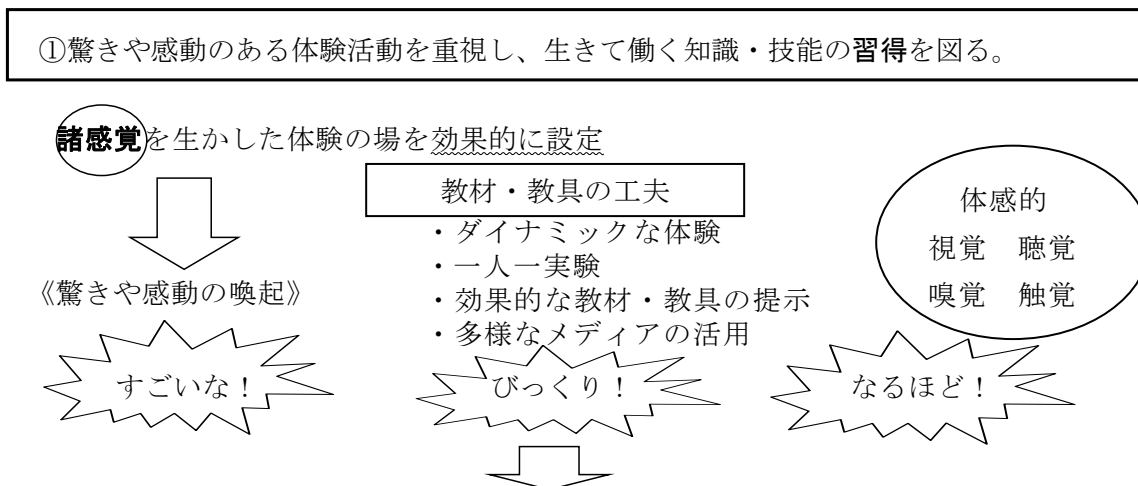 ①驚きや感動のある体験活動を重視し、生きて働く知識・技能の習得を図る。
諸感覚を生かした体験の場を効果的に設定
教材・教具の工夫
・ダイナミックな体験
・一人一実験
・効果的な教材・教具の提示
・多様なメディアの活用
体感的
視覚 聴覚
嗅覚 触覚
《驚きや感動の喚起》
すごいな！
びっくり！
なるほど！